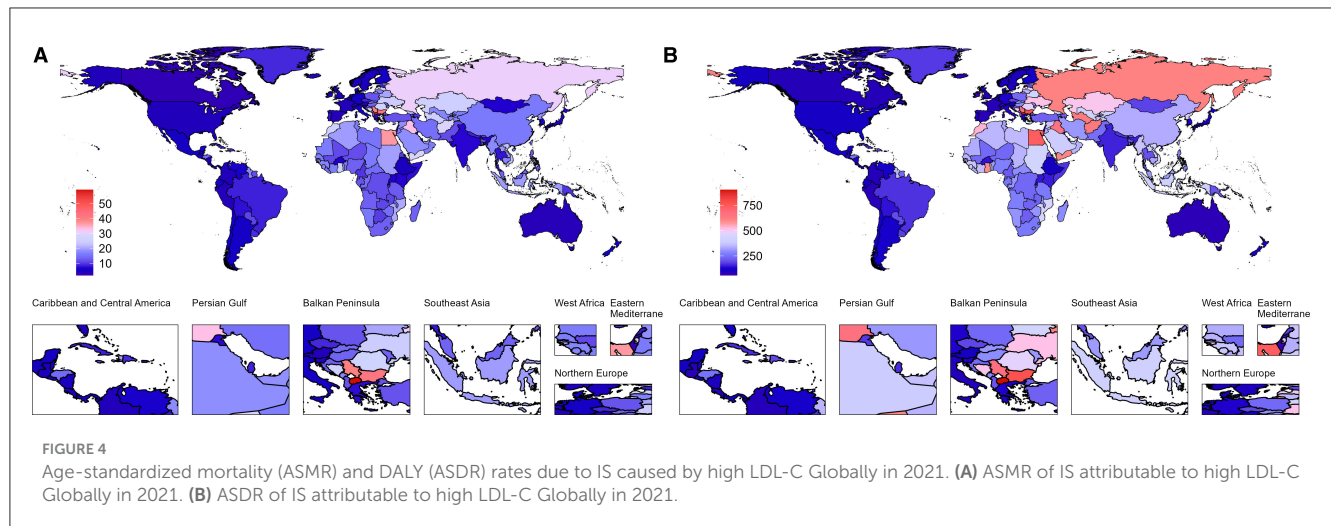 A
B
50
40
30
20
10
750
500
250
Caribbean and Central America
Persian Gulf
Balkan Peninsula
Southeast Asia
West Africa
Eastern
Mediterrane
Northern Europe
Caribbean and Central America
Persian Gulf
Balkan Peninsula
Southeast Asia
West Africa
Eastern
Mediterrane
Northern Europe
FIGURE 4
Age-standardized mortality (ASMR) and DALY (ASDR) rates due to IS caused by high LDL-C Globally in 2021. (A) ASMR of IS attributable to high LDL-C
Globally in 2021. (B) ASDR of IS attributable to high LDL-C Globally in 2021.